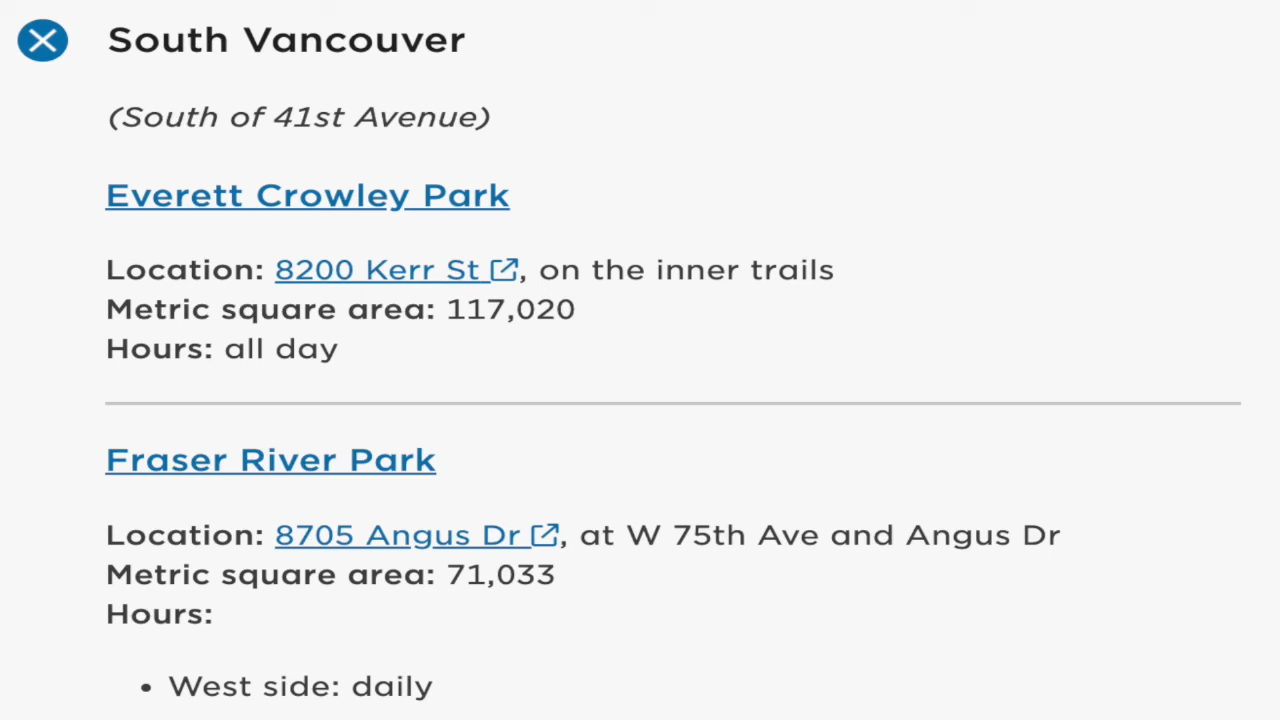 South Vancouver
(South of 41st Avenue)
Everett Crowley Park
Location: 8200 Kerr St, on the inner trails
Metric square area: 117,020
Hours: all day
Fraser River Park
Location: 8705 Angus Dr, at W 75th Ave and Angus Dr
Metric square area: 71,033
Hours:
• West side: daily